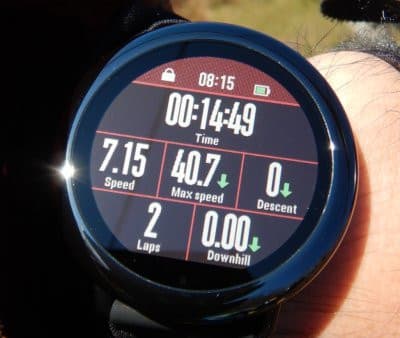 08:15
00:14:49
Time
7.15 40.7 0
Speed Max speed Descent
2 0.00
Laps Downhill